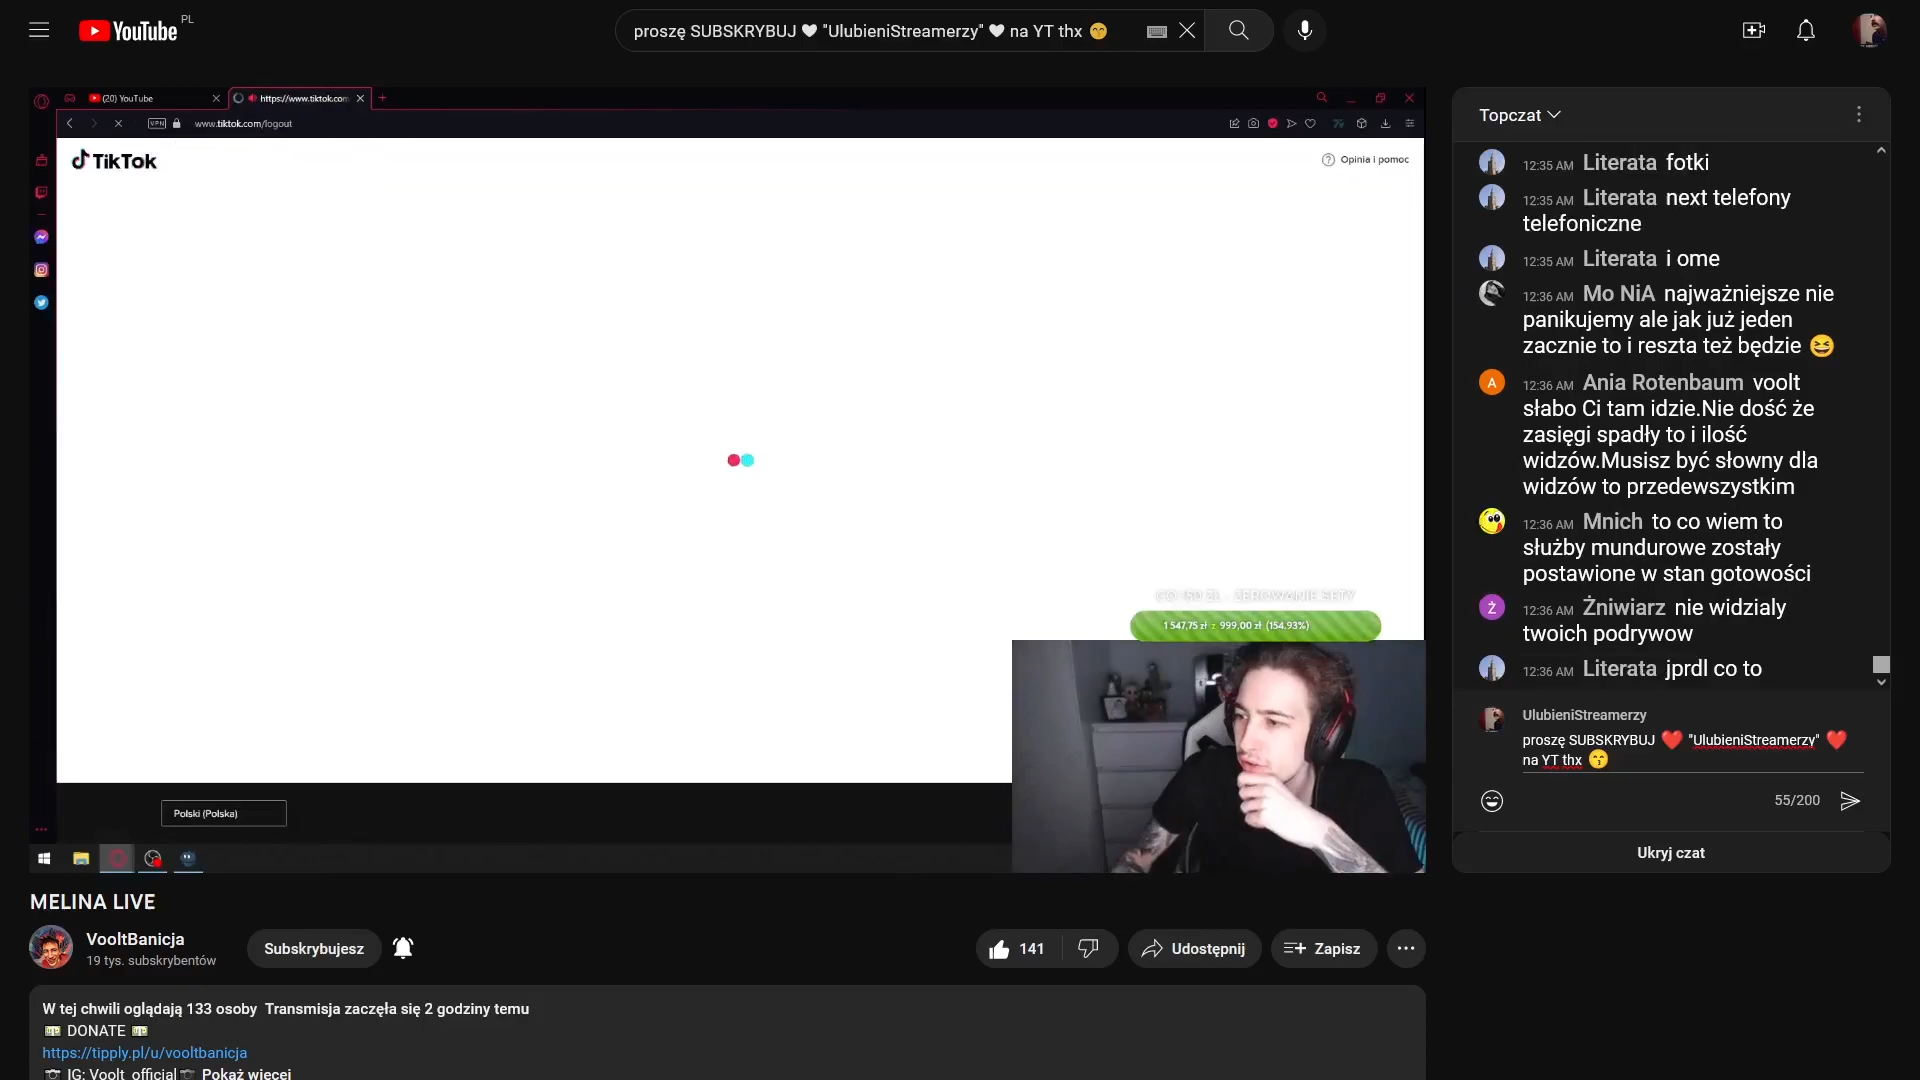 YouTube PL
proszę SUBSKRYBUJ 🤍 "UlubieniStreamerzy" 🤍 na YT thx 😙
(20) YouTube
https://www.tiktok.com
VPN
www.tiktok.com/logout
TikTok
Opinia i pomoc
1 547,75 zł z 999,00 zł (154.93%)
Polski (Polska)
Topczat
12:35 AM Literata fotki
12:35 AM Literata next telefony
telefoniczne
12:35 AM Literata i ome
12:36 AM Mo NiA najważniejsze nie
panikujemy ale jak już jeden
zacznie to i reszta też będzie 😆
A
12:36 AM Ania Rotenbaum voolt
słabo Ci tam idzie.Nie dość że
zasięgi spadły to i ilość
widzów.Musisz być słowny dla
widzów to przedewszystkim
12:36 AM Mnich to co wiem to
służby mundurowe zostały
postawione w stan gotowości
Ż
12:36 AM Żniwiarz nie widzialy
twoich podrywow
12:36 AM Literata jprdl co to
UlubieniStreamerzy
proszę SUBSKRYBUJ ❤️ "UlubieniStreamerzy" ❤️
na YT thx 😙
55/200
Ukryj czat
MELINA LIVE
VooltBanicja
19 tys. subskrybentów
Subskrybujesz
141
Udostępnij
Zapisz
W tej chwili oglądają 133 osoby Transmisja zaczęła się 2 godziny temu
💵 DONATE 💵
https://tipply.pl/u/vooltbanicja
📷 IG: Voolt_official 📷 Pokaż więcej